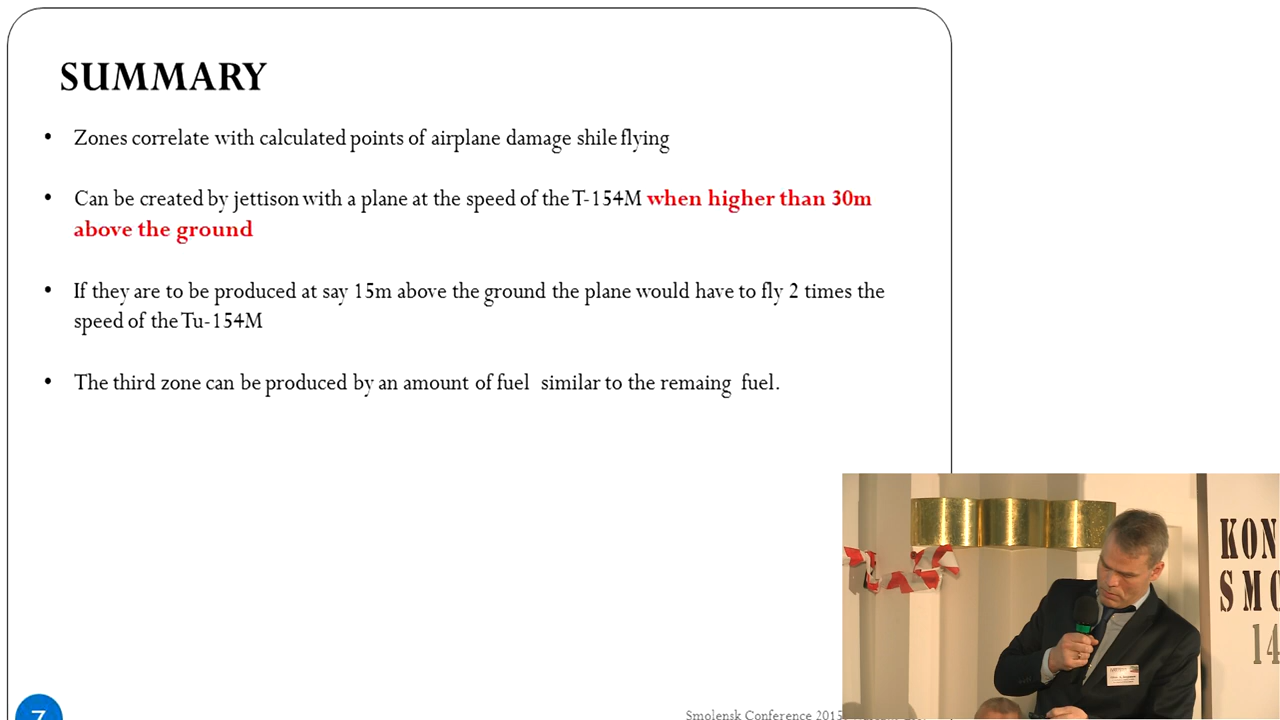 SUMMARY
• Zones correlate with calculated points of airplane damage shile flying
• Can be created by jettison with a plane at the speed of the T-154M when higher than 30m
above the ground
• If they are to be produced at say 15m above the ground the plane would have to fly 2 times the
speed of the Tu-154M
• The third zone can be produced by an amount of fuel similar to the remaing fuel.
7
Smolensk Conference 2015
KON
SMO
14